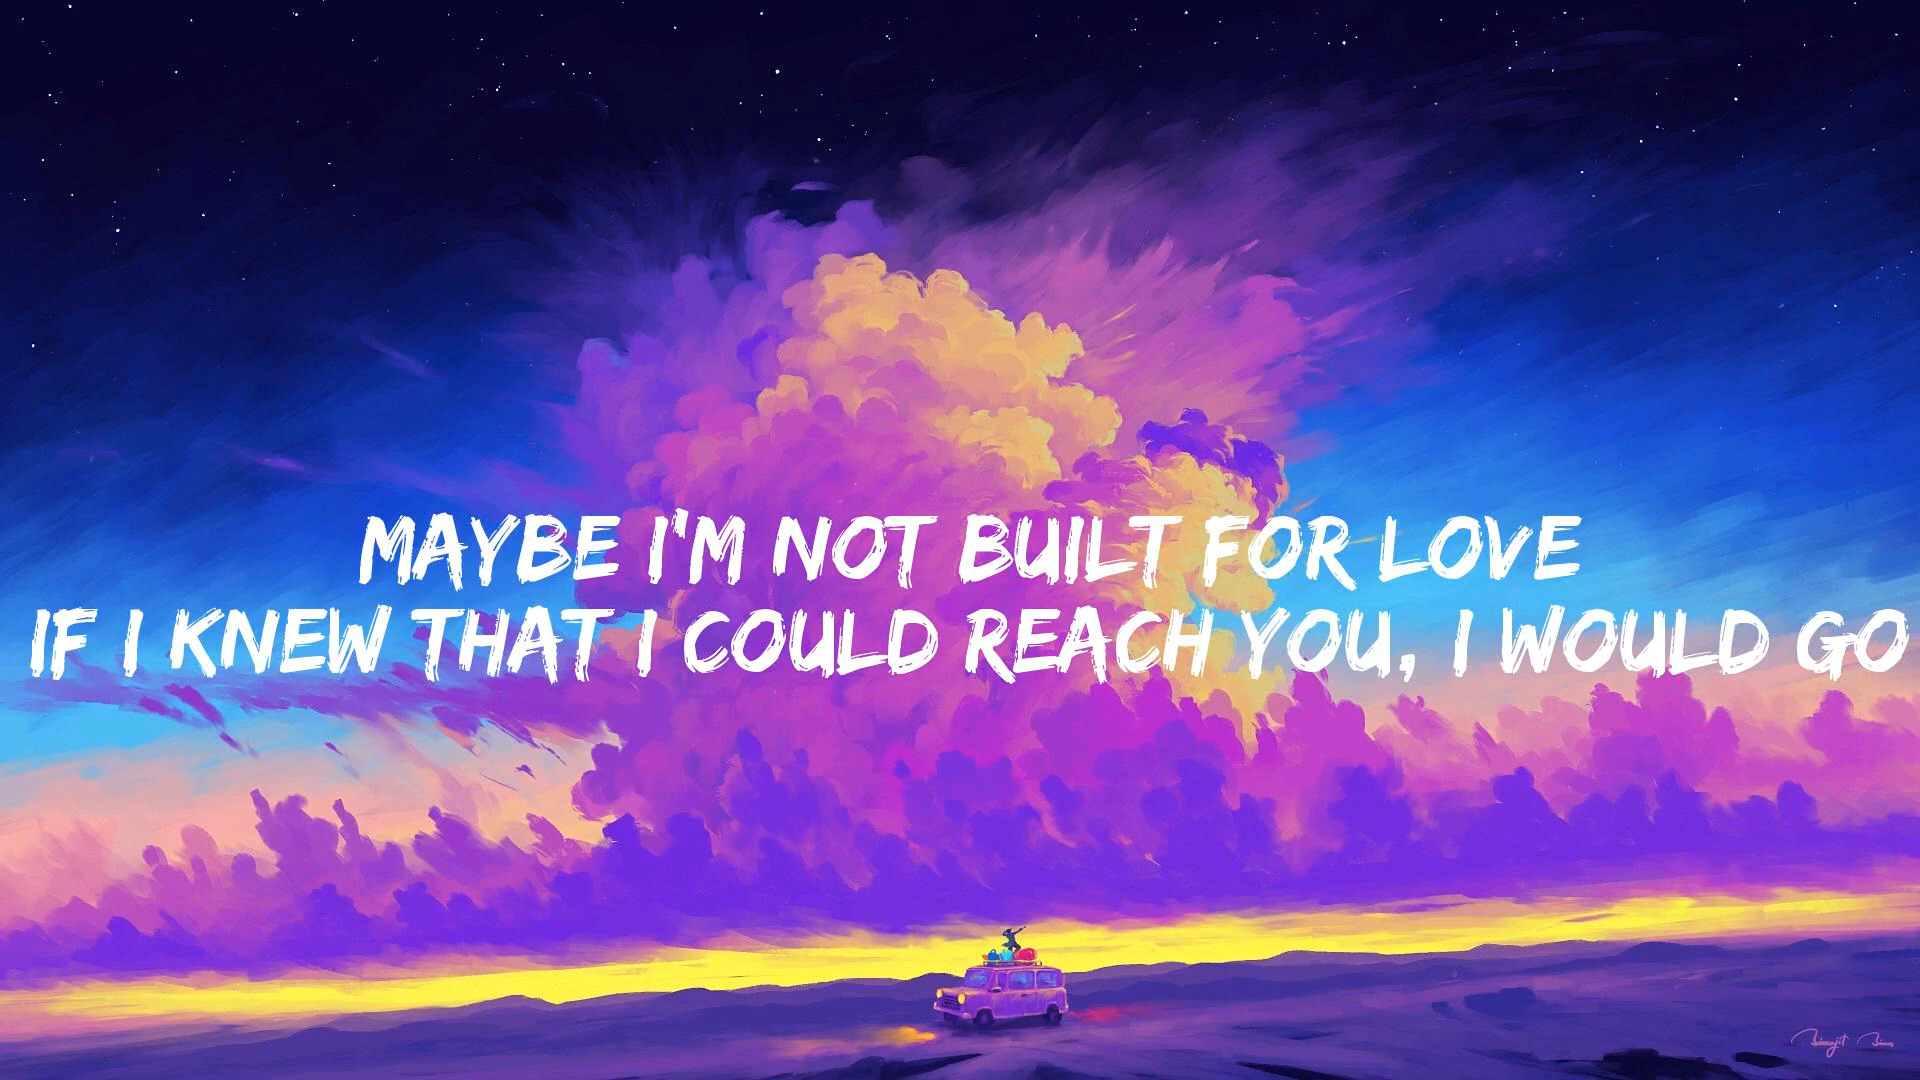 MAYBE I'M NOT BUILT FOR LOVE
IF I KNEW THAT I COULD REACH YOU, I WOULD GO